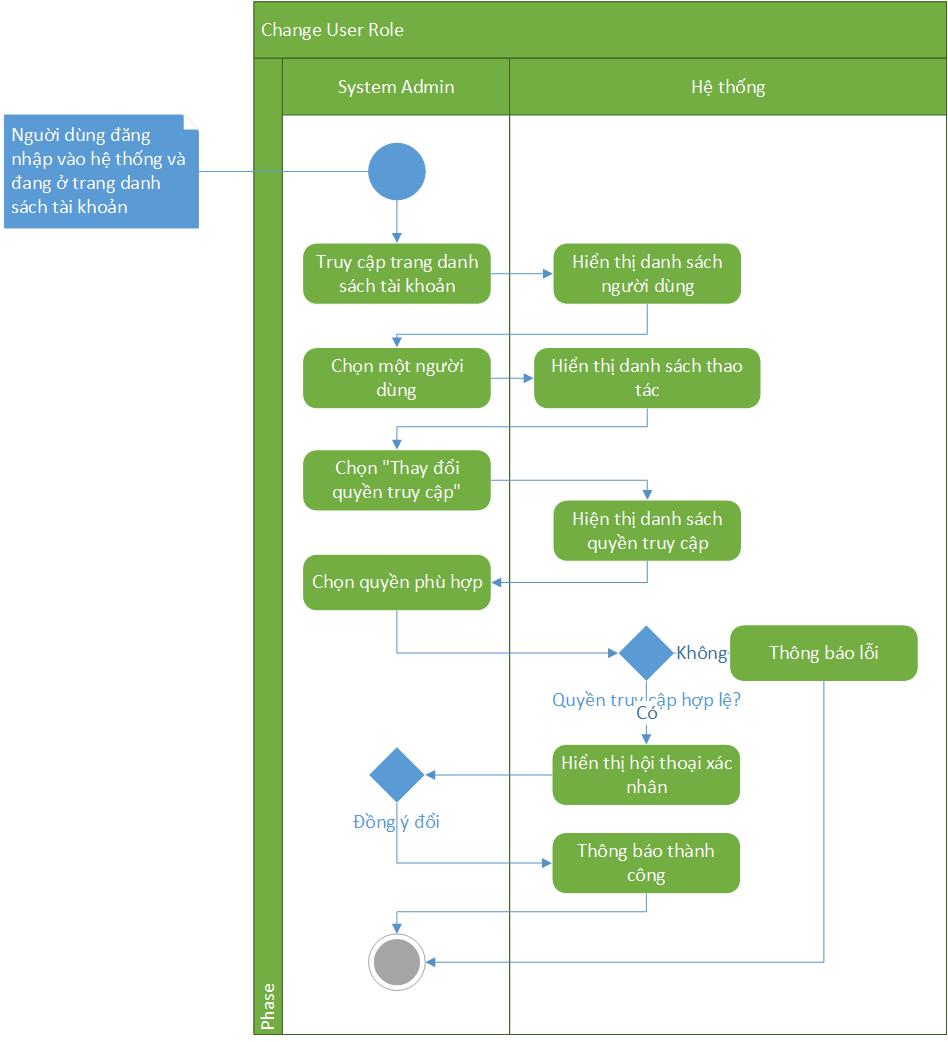 Change User Role
System Admin
Hệ thống
Người dùng đăng
nhập vào hệ thống và
đang ở trang danh
sách tài khoản
Truy cập trang danh
sách tài khoản
Hiển thị danh sách
người dùng
Chọn một người
dùng
Hiển thị danh sách thao
tác
Chọn "Thay đổi
quyền truy cập"
Hiện thị danh sách
quyền truy cập
Chọn quyền phù hợp
Không
Thông báo lỗi
Quyền truy cập hợp lệ?
Có
Hiển thị hội thoại xác
nhân
Đồng ý đổi
Thông báo thành
công
Phase